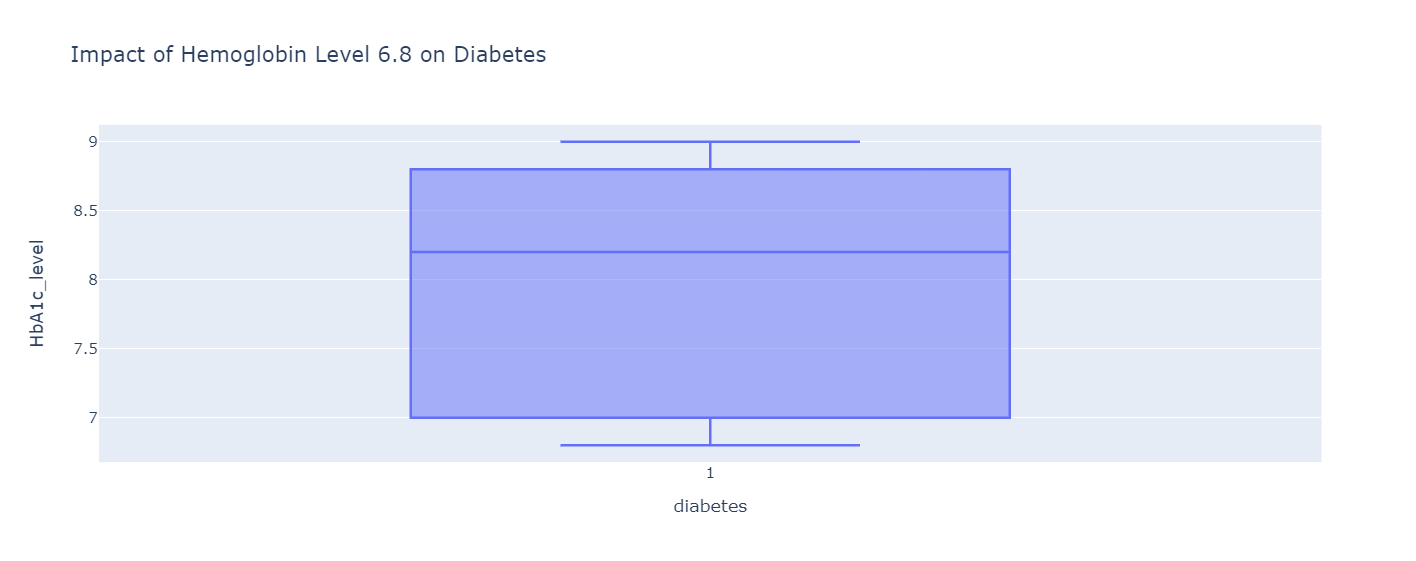 Impact of Hemoglobin Level 6.8 on Diabetes
9
8.5
8
7.5
7
HbA1c_level
1
diabetes